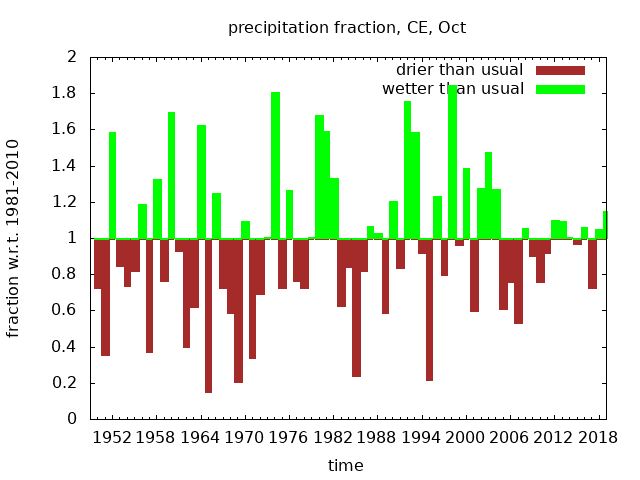 precipitation fraction, CE, Oct
drier than usual
wetter than usual
2
1.8
1.6
1.4
1.2
1
0.8
0.6
0.4
0.2
0
fraction w.r.t. 1981-2010
1952 1958 1964 1970 1976 1982 1988 1994 2000 2006 2012 2018
time